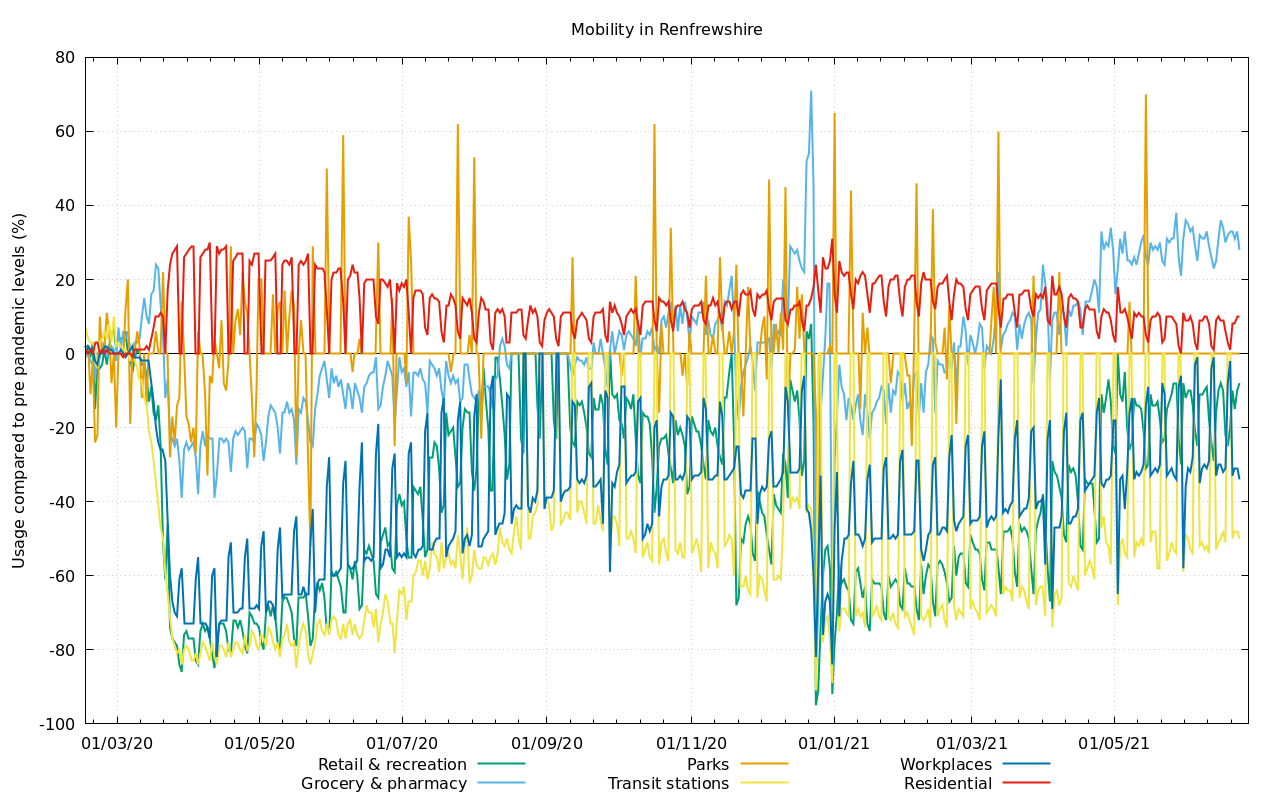 Mobility in Renfrewshire
Usage compared to pre pandemic levels (%)
80
60
40
20
0
-20
-40
-60
-80
-100
01/03/20 01/05/20 01/07/20 01/09/20 01/11/20 01/01/21 01/03/21 01/05/21
Retail & recreation Parks Workplaces
Grocery & pharmacy Transit stations Residential